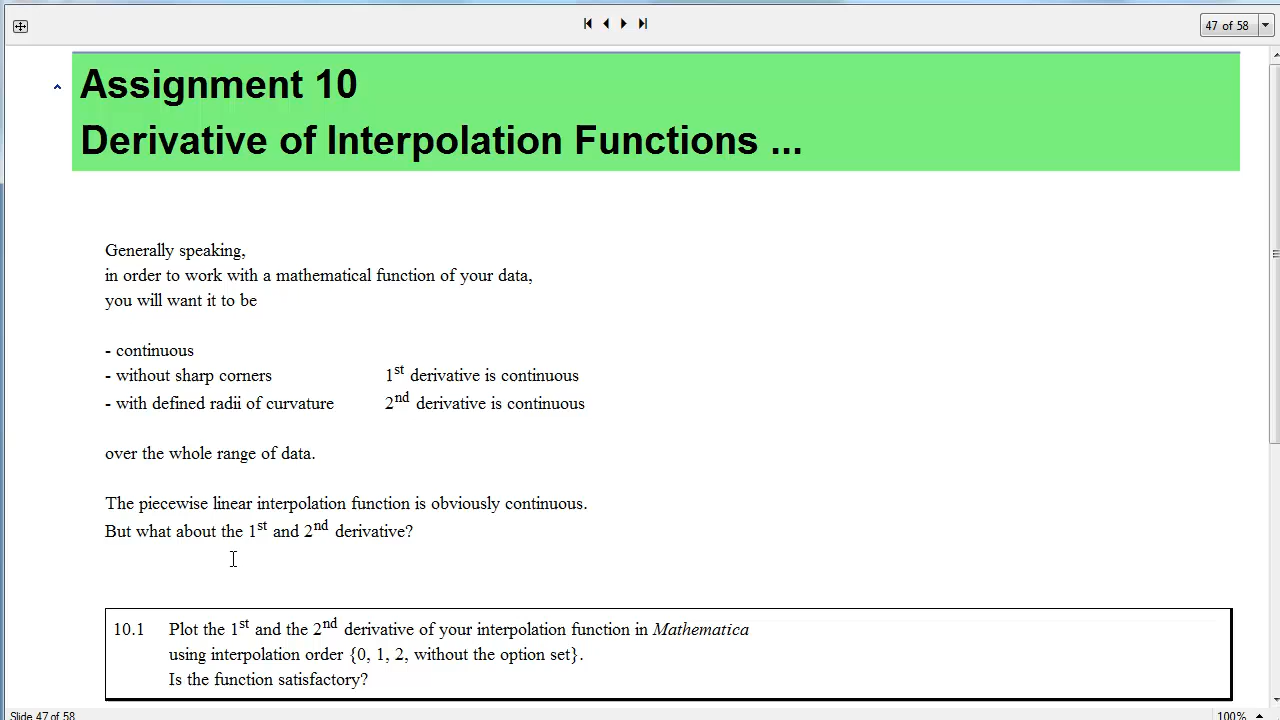 47 of 58
Assignment 10
Derivative of Interpolation Functions ...
Generally speaking,
in order to work with a mathematical function of your data,
you will want it to be
- continuous
- without sharp corners 1st derivative is continuous
- with defined radii of curvature 2nd derivative is continuous
over the whole range of data.
The piecewise linear interpolation function is obviously continuous.
But what about the 1st and 2nd derivative?
10.1 Plot the 1st and the 2nd derivative of your interpolation function in Mathematica
using interpolation order {0, 1, 2, without the option set}.
Is the function satisfactory?
Slide 47 of 58
100%